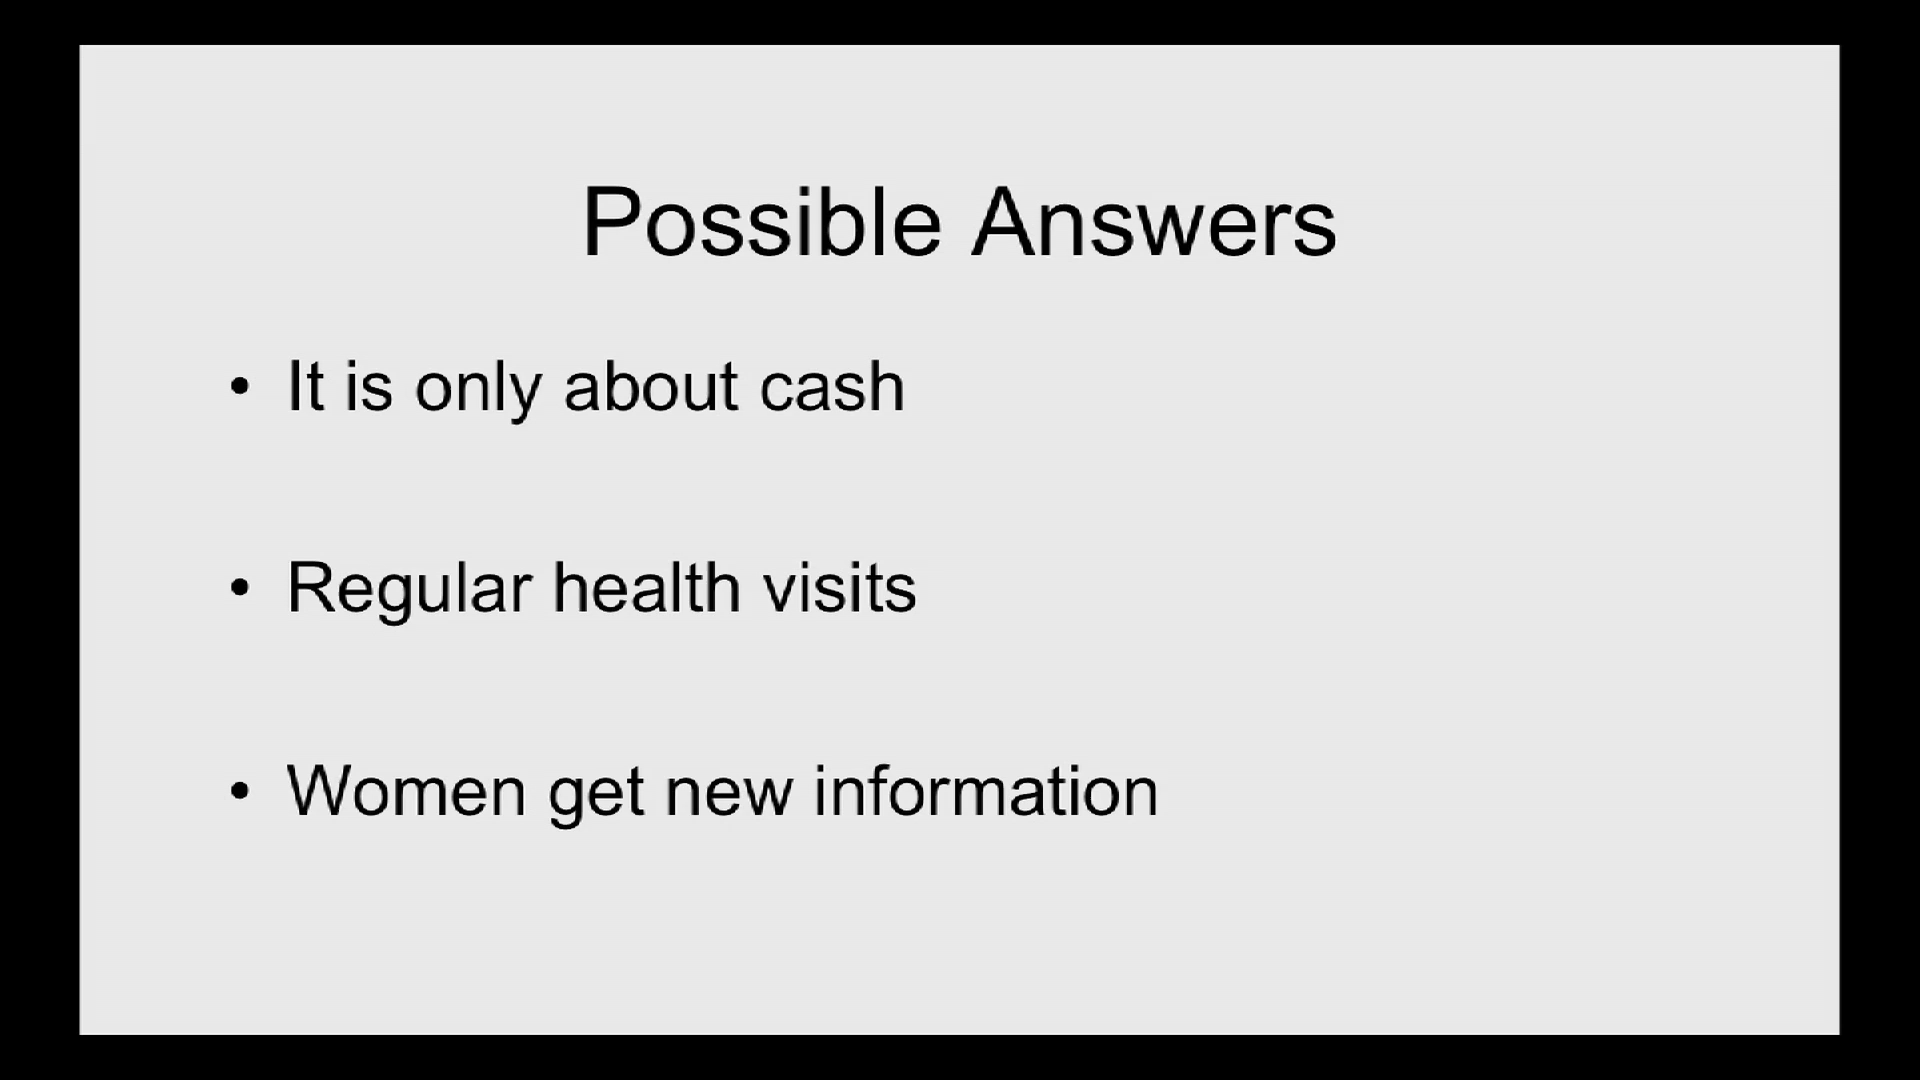 Possible Answers
• It is only about cash
• Regular health visits
• Women get new information